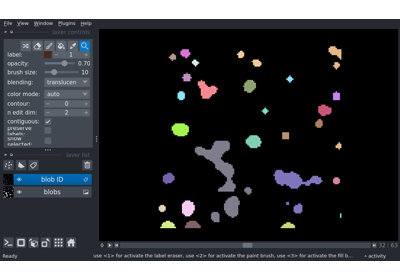 File View Window Plugins Help
layer controls
label: 1
opacity: 0.70
brush size: 10
blending: translucen
color mode: auto
contour: 0
n edit dim: 2
contiguous:
preserve labels:
show selected:
layer list
blob ID
blobs
32 63
Ready use <1> for activate the label eraser, use <2> for activate the paint brush, use <3> for activate the fill b... activity